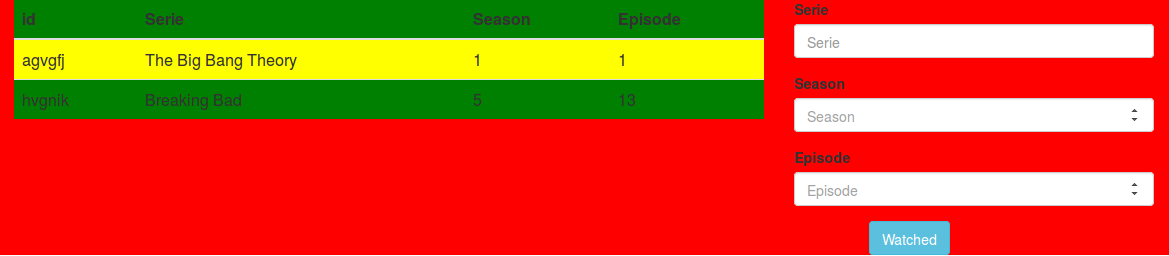 id Serie Season Episode
agvgfj The Big Bang Theory 1 1
hvgnik Breaking Bad 5 13
Serie
Serie
Season
Season
Episode
Episode
Watched